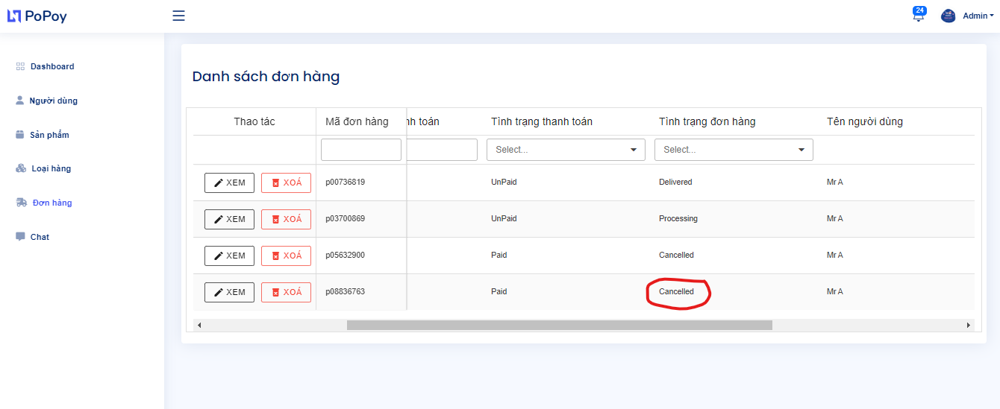 PoPoy
24
Admin
Dashboard
Người dùng
Sản phẩm
Loại hàng
Đơn hàng
Chat
Danh sách đơn hàng
Thao tác Mã đơn hàng nh toán Tình trạng thanh toán Tình trạng đơn hàng Tên người dùng
Select... Select...
XEM XOÁ p00736819 UnPaid Delivered Mr A
XEM XOÁ p03700869 UnPaid Processing Mr A
XEM XOÁ p05632900 Paid Cancelled Mr A
XEM XOÁ p08836763 Paid Cancelled Mr A